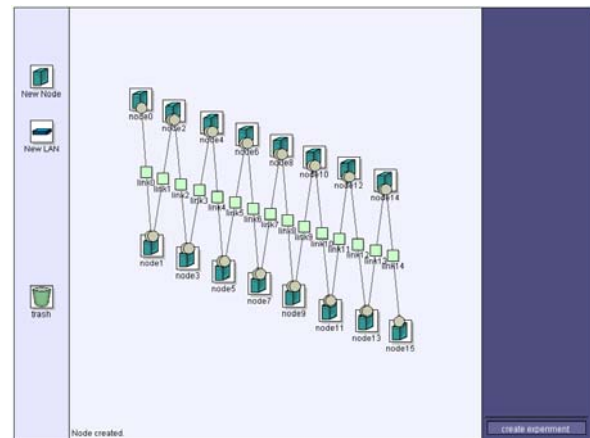 New Node
New LAN
trash
node0
node2
node4
node6
node8
node10
node12
node14
link0
link1
link2
link3
link4
link5
link6
link7
link8
link9
link10
link11
link12
link13
link14
node1
node3
node5
node7
node9
node11
node13
node15
Node created.
create experiment